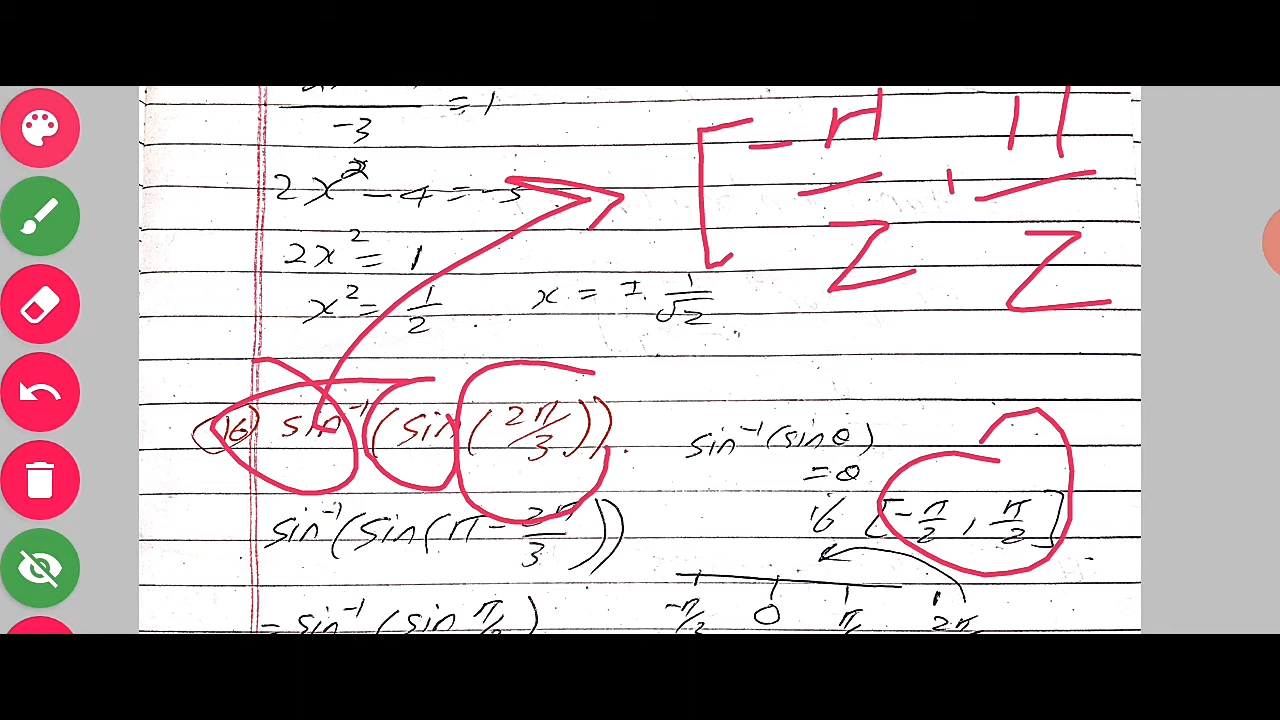 -3 = 1
2x² - 4 = -3
2x² = 1
x² = 1/2 . x = ± 1/√2
[ -π/2 , π/2
(16) sin⁻¹(sin(2π/3)).
sin⁻¹(sin(π - 2π/3))
= sin⁻¹(sin π/3)
sin⁻¹(sinθ)
= θ
if [-π/2 , π/2]
-π/2 0 π/2 2π